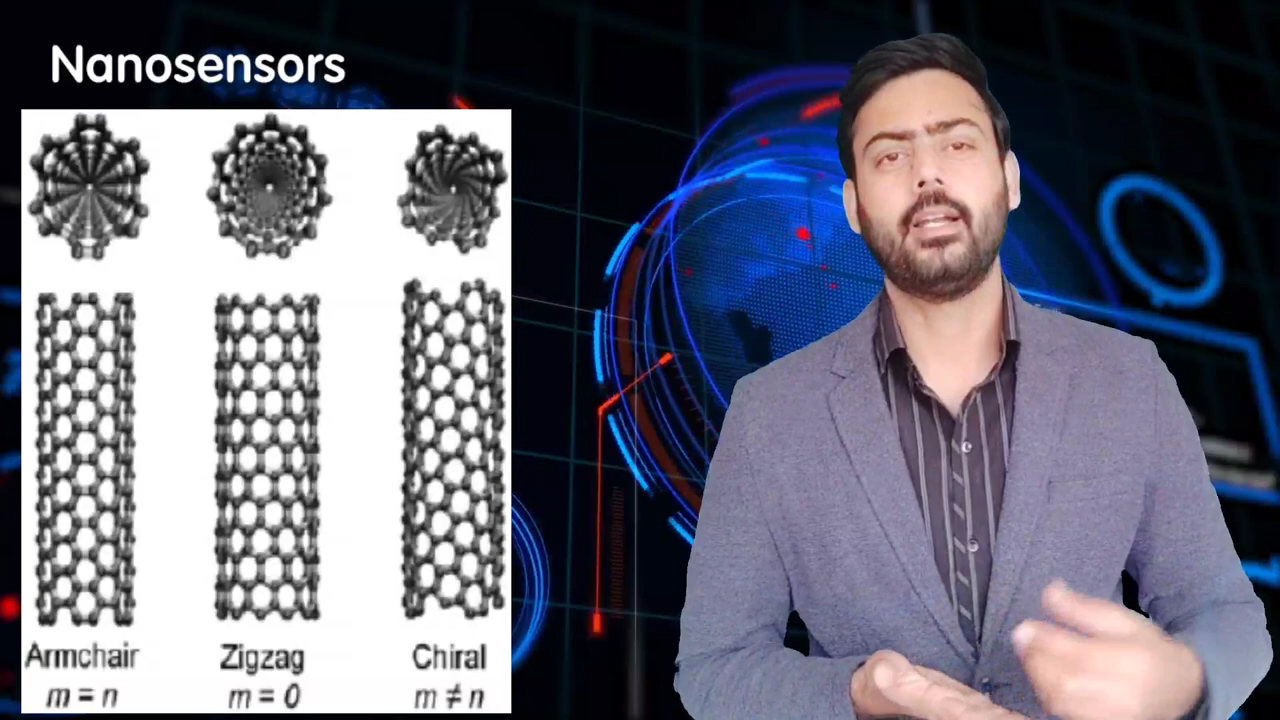 Nanosensors
Armchair Zigzag Chiral
m = n m = 0 m ≠ n